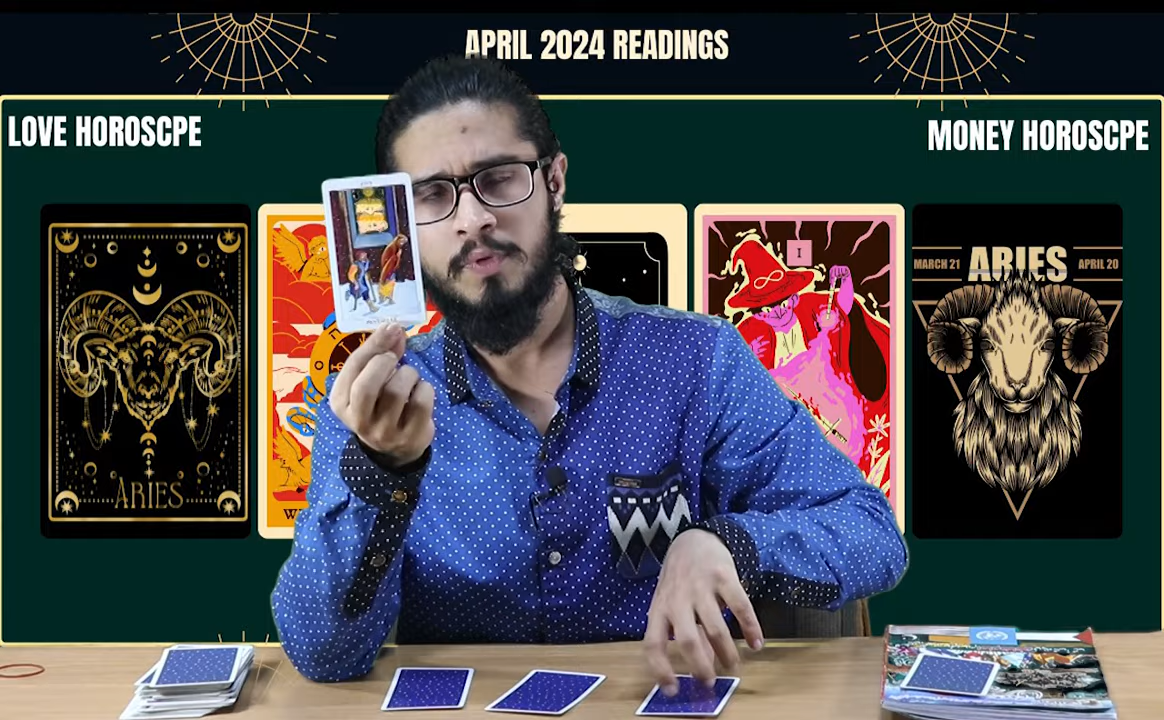 APRIL 2024 READINGS
LOVE HOROSCPE
MONEY HOROSCPE
I
MARCH 21
ARIES
APRIL 20
ARIES